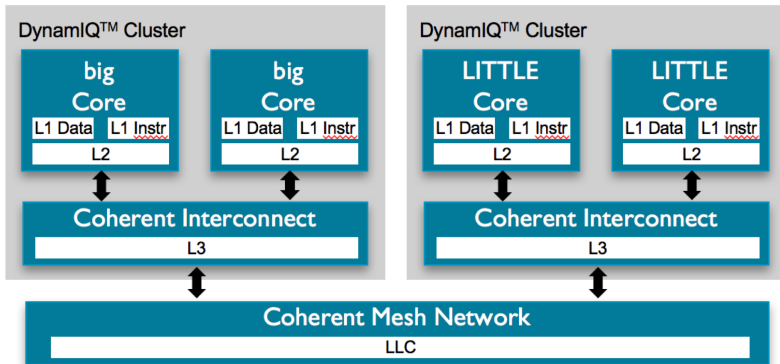 DynamIQ™ Cluster
big
Core
L1 Data
L1 Instr
L2
big
Core
L1 Data
L1 Instr
L2
Coherent Interconnect
L3
DynamIQ™ Cluster
LITTLE
Core
L1 Data
L1 Instr
L2
LITTLE
Core
L1 Data
L1 Instr
L2
Coherent Interconnect
L3
Coherent Mesh Network
LLC